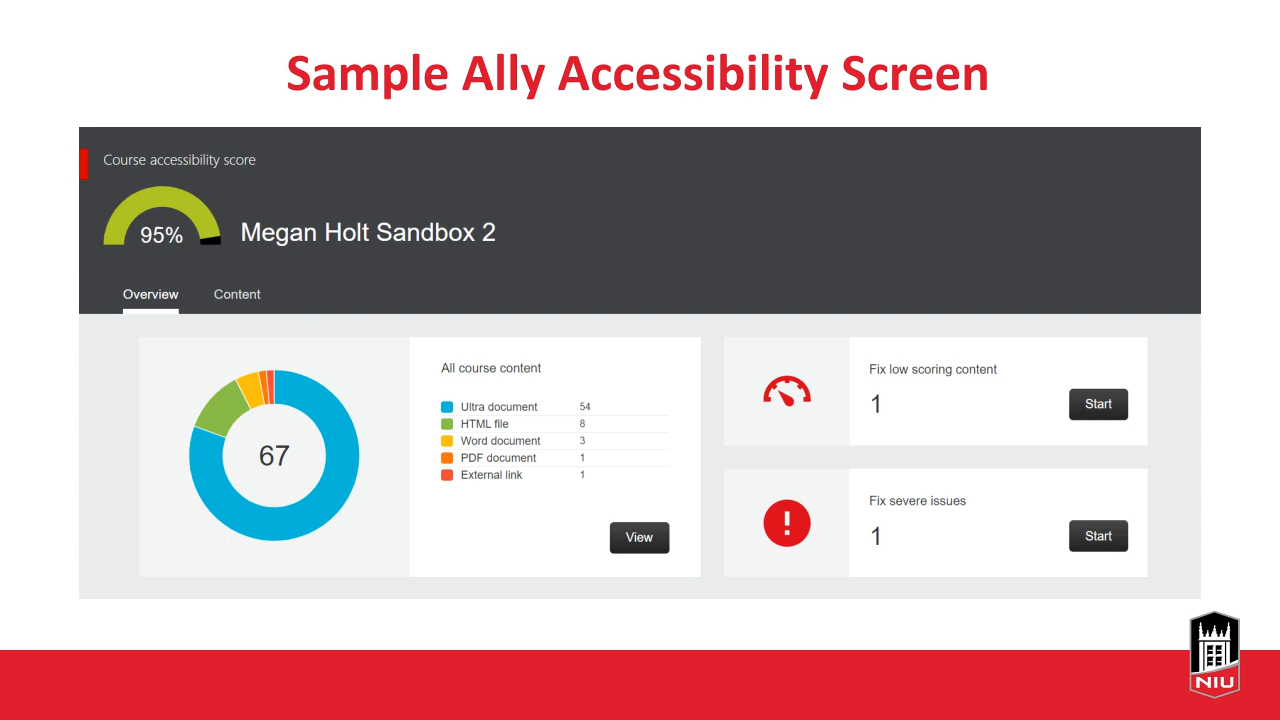 Sample Ally Accessibility Screen
Course accessibility score
95%
Megan Holt Sandbox 2
Overview Content
67
All course content
Ultra document 54
HTML file 8
Word document 3
PDF document 1
External link 1
View
Fix low scoring content
1
Start
Fix severe issues
1
Start
!
NIU